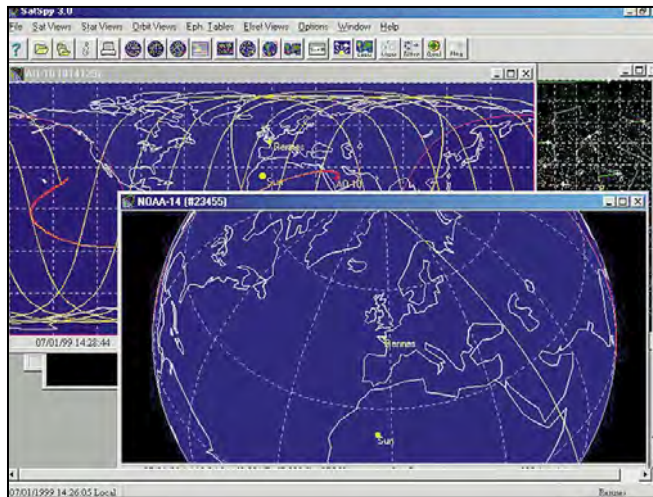 SatSpy 3.0
File Sat Views Star Views Orbit Views Eph. Tables Elset Views Options Window Help
Rennes
Sun
AO-10
NOAA-14 (#23455)
Rennes
Sun
07/01/99 14:28:44
07/01/1999 14:26:05 Local
Rennes